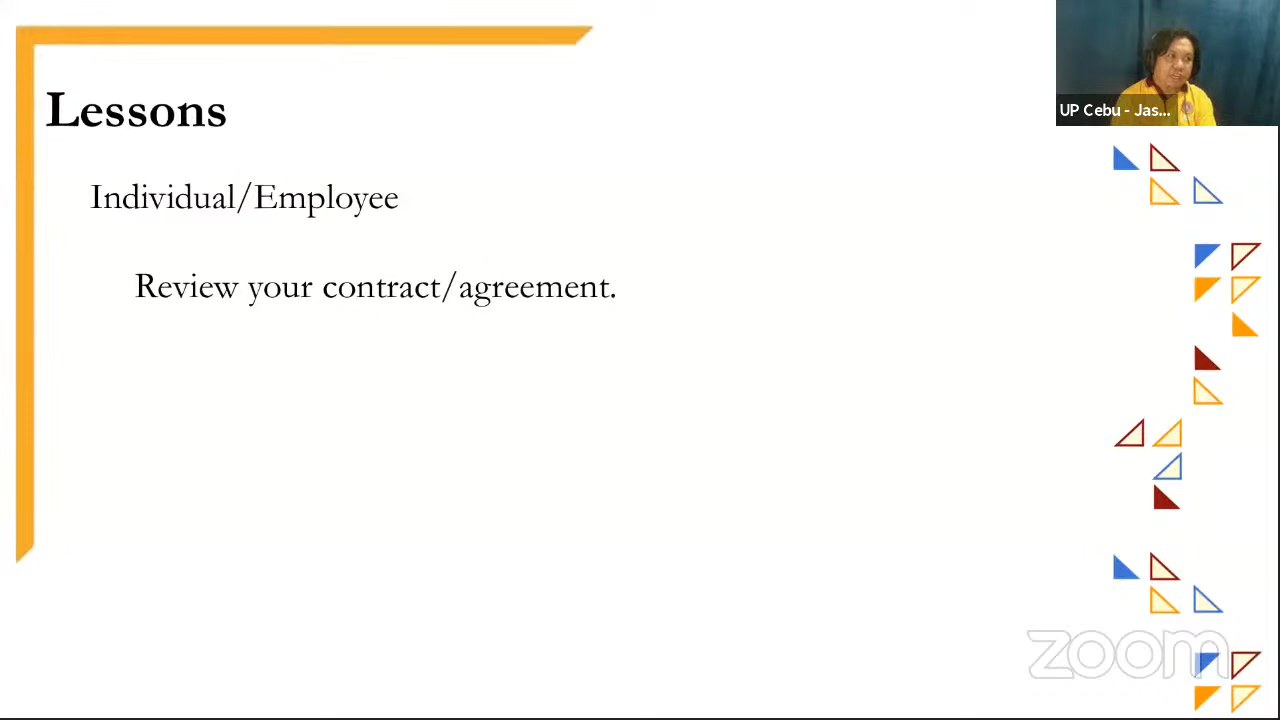 Lessons
UP Cebu - Jas...
Individual/Employee
Review your contract/agreement.
zoom